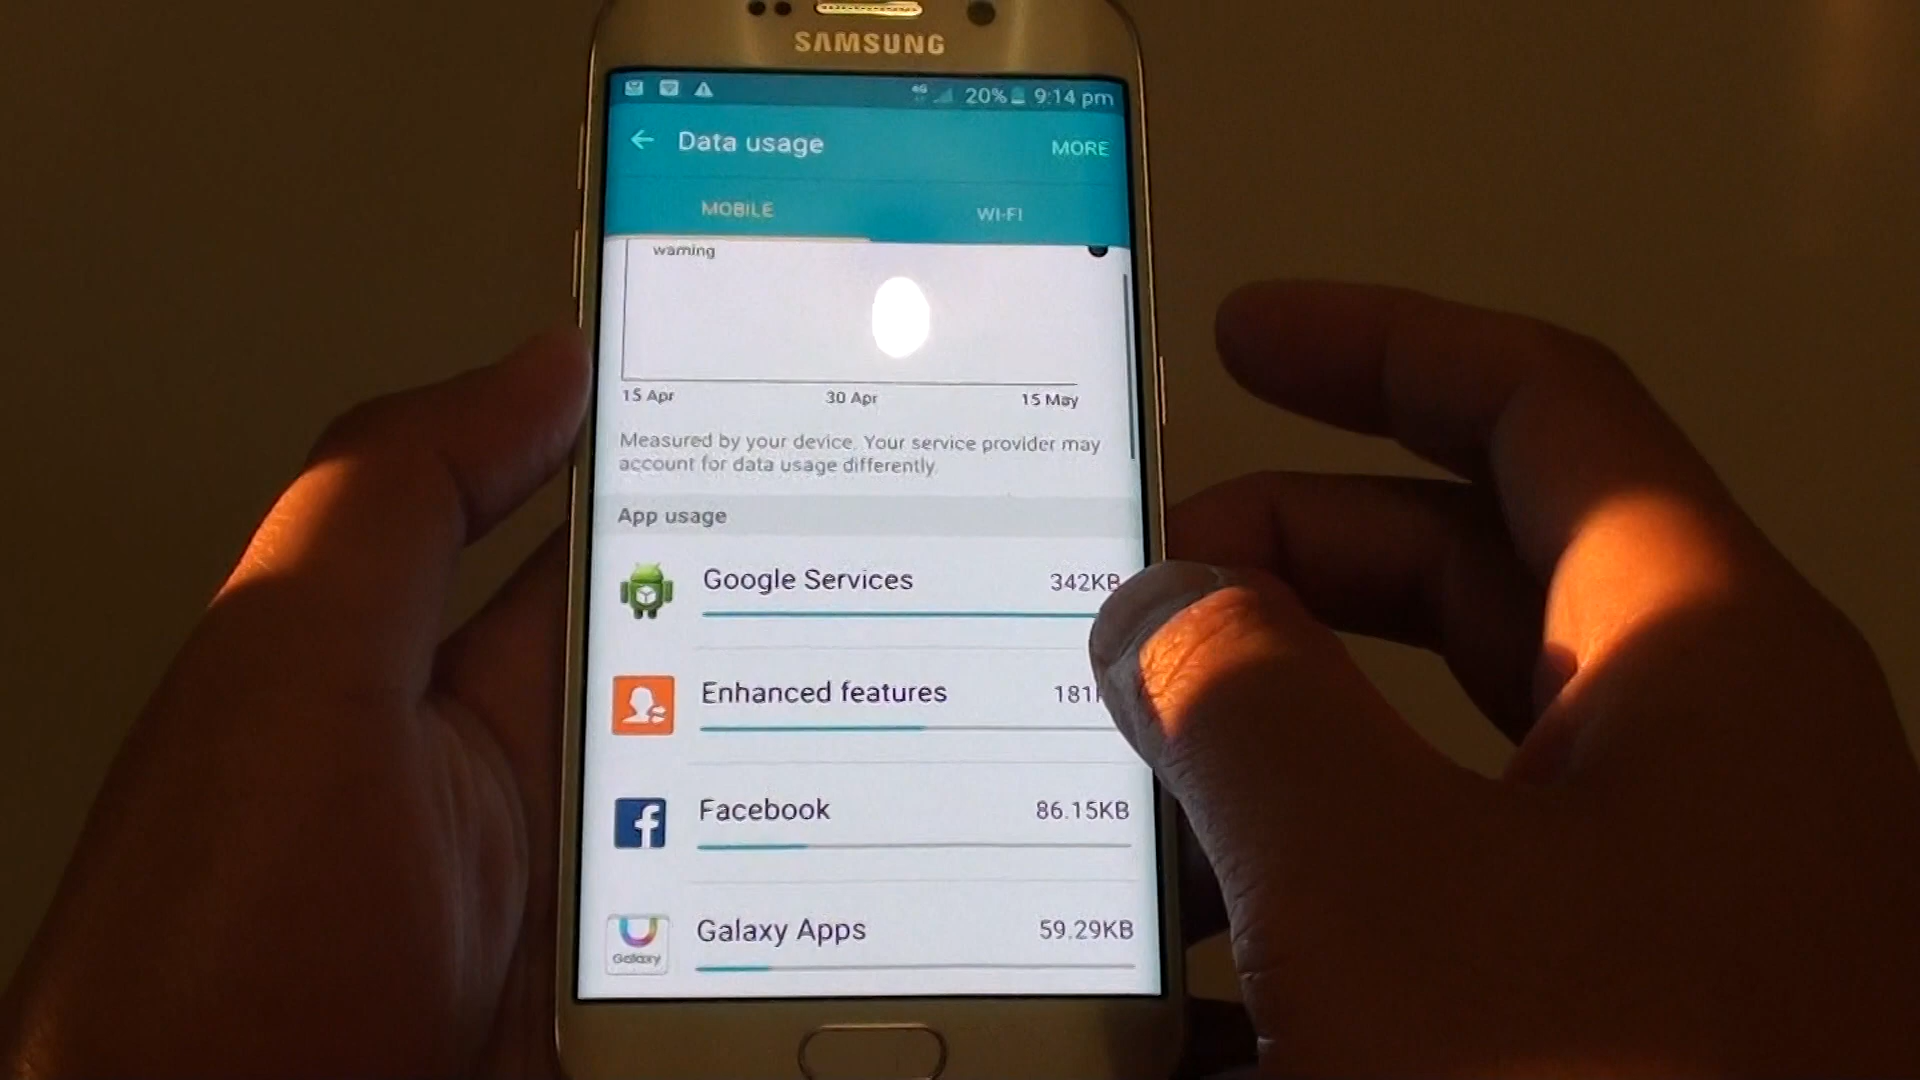 SAMSUNG
4G 20% 9:14 pm
Data usage MORE
MOBILE WI-FI
warning
15 Apr 30 Apr 15 May
Measured by your device. Your service provider may
account for data usage differently.
App usage
Google Services 342KB
Enhanced features 181
Facebook 86.15KB
Galaxy Apps 59.29KB
Galaxy